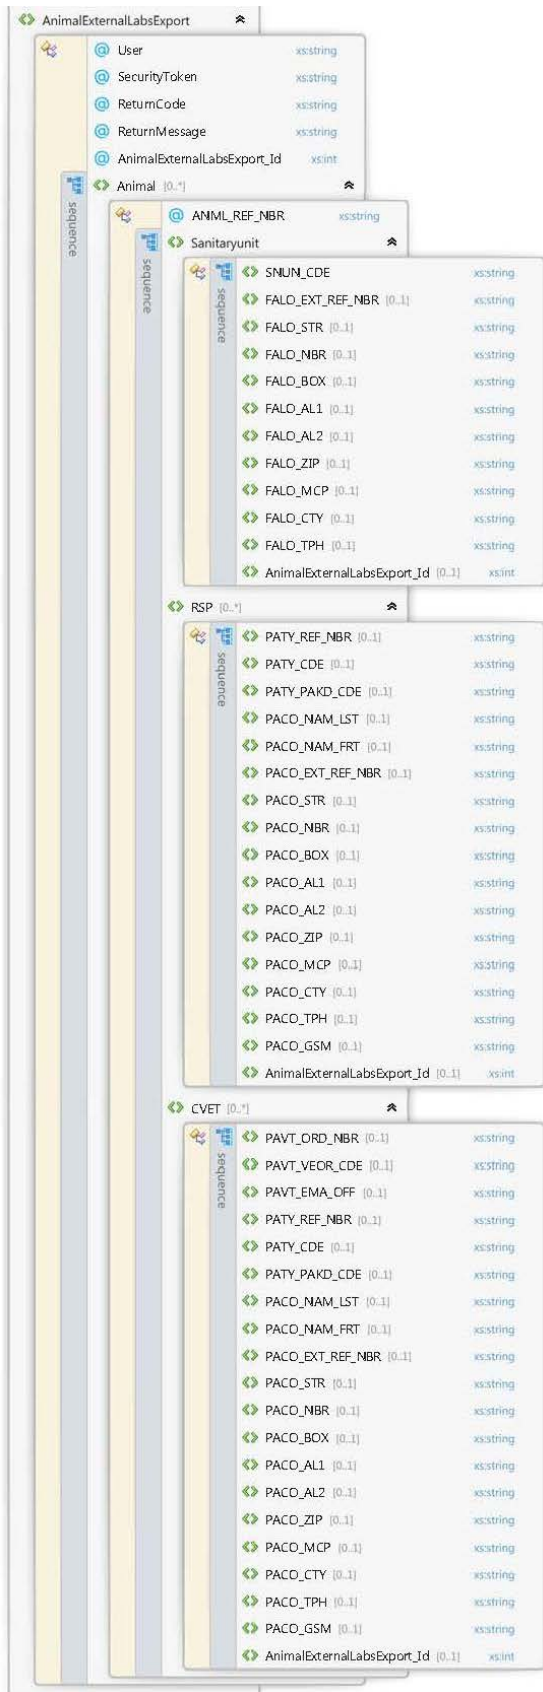 AnimalExternalLabsExport
User xs:string
SecurityToken xs:string
ReturnCode xs:string
ReturnMessage xs:string
AnimalExternalLabsExport_Id xs:int
sequence
Animal [0..*]
ANIML_REF_NBR xs:string
sequence
Sanitaryunit
sequence
SNUN_CDE xs:string
FALO_EXT_REF_NBR [0..1] xs:string
FALO_STR [0..1] xs:string
FALO_NBR [0..1] xs:string
FALO_BOX [0..1] xs:string
FALO_AL1 [0..1] xs:string
FALO_AL2 [0..1] xs:string
FALO_ZIP [0..1] xs:string
FALO_MCP [0..1] xs:string
FALO_CTY [0..1] xs:string
FALO_TPH [0..1] xs:string
AnimalExternalLabsExport_Id [0..1] xs:int
RSP [0..*]
sequence
PATY_REF_NBR [0..1] xs:string
PATY_CDE [0..1] xs:string
PATY_PAKD_CDE [0..1] xs:string
PACO_NAM_LST [0..1] xs:string
PACO_NAM_FRT [0..1] xs:string
PACO_EXT_REF_NBR [0..1] xs:string
PACO_STR [0..1] xs:string
PACO_NBR [0..1] xs:string
PACO_BOX [0..1] xs:string
PACO_AL1 [0..1] xs:string
PACO_AL2 [0..1] xs:string
PACO_ZIP [0..1] xs:string
PACO_MCP [0..1] xs:string
PACO_CTY [0..1] xs:string
PACO_TPH [0..1] xs:string
PACO_GSM [0..1] xs:string
AnimalExternalLabsExport_Id [0..1] xs:int
CVET [0..*]
sequence
PAVT_ORD_NBR [0..1] xs:string
PAVT_VEOR_CDE [0..1] xs:string
PAVT_EMA_OFF [0..1] xs:string
PATY_REF_NBR [0..1] xs:string
PATY_CDE [0..1] xs:string
PATY_PAKD_CDE [0..1] xs:string
PACO_NAM_LST [0..1] xs:string
PACO_NAM_FRT [0..1] xs:string
PACO_EXT_REF_NBR [0..1] xs:string
PACO_STR [0..1] xs:string
PACO_NBR [0..1] xs:string
PACO_BOX [0..1] xs:string
PACO_AL1 [0..1] xs:string
PACO_AL2 [0..1] xs:string
PACO_ZIP [0..1] xs:string
PACO_MCP [0..1] xs:string
PACO_CTY [0..1] xs:string
PACO_TPH [0..1] xs:string
PACO_GSM [0..1] xs:string
AnimalExternalLabsExport_Id [0..1] xs:int